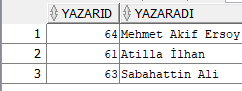 YAZARID YAZARADI
1 64 Mehmet Akif Ersoy
2 61 Atilla İlhan
3 63 Sabahattin Ali